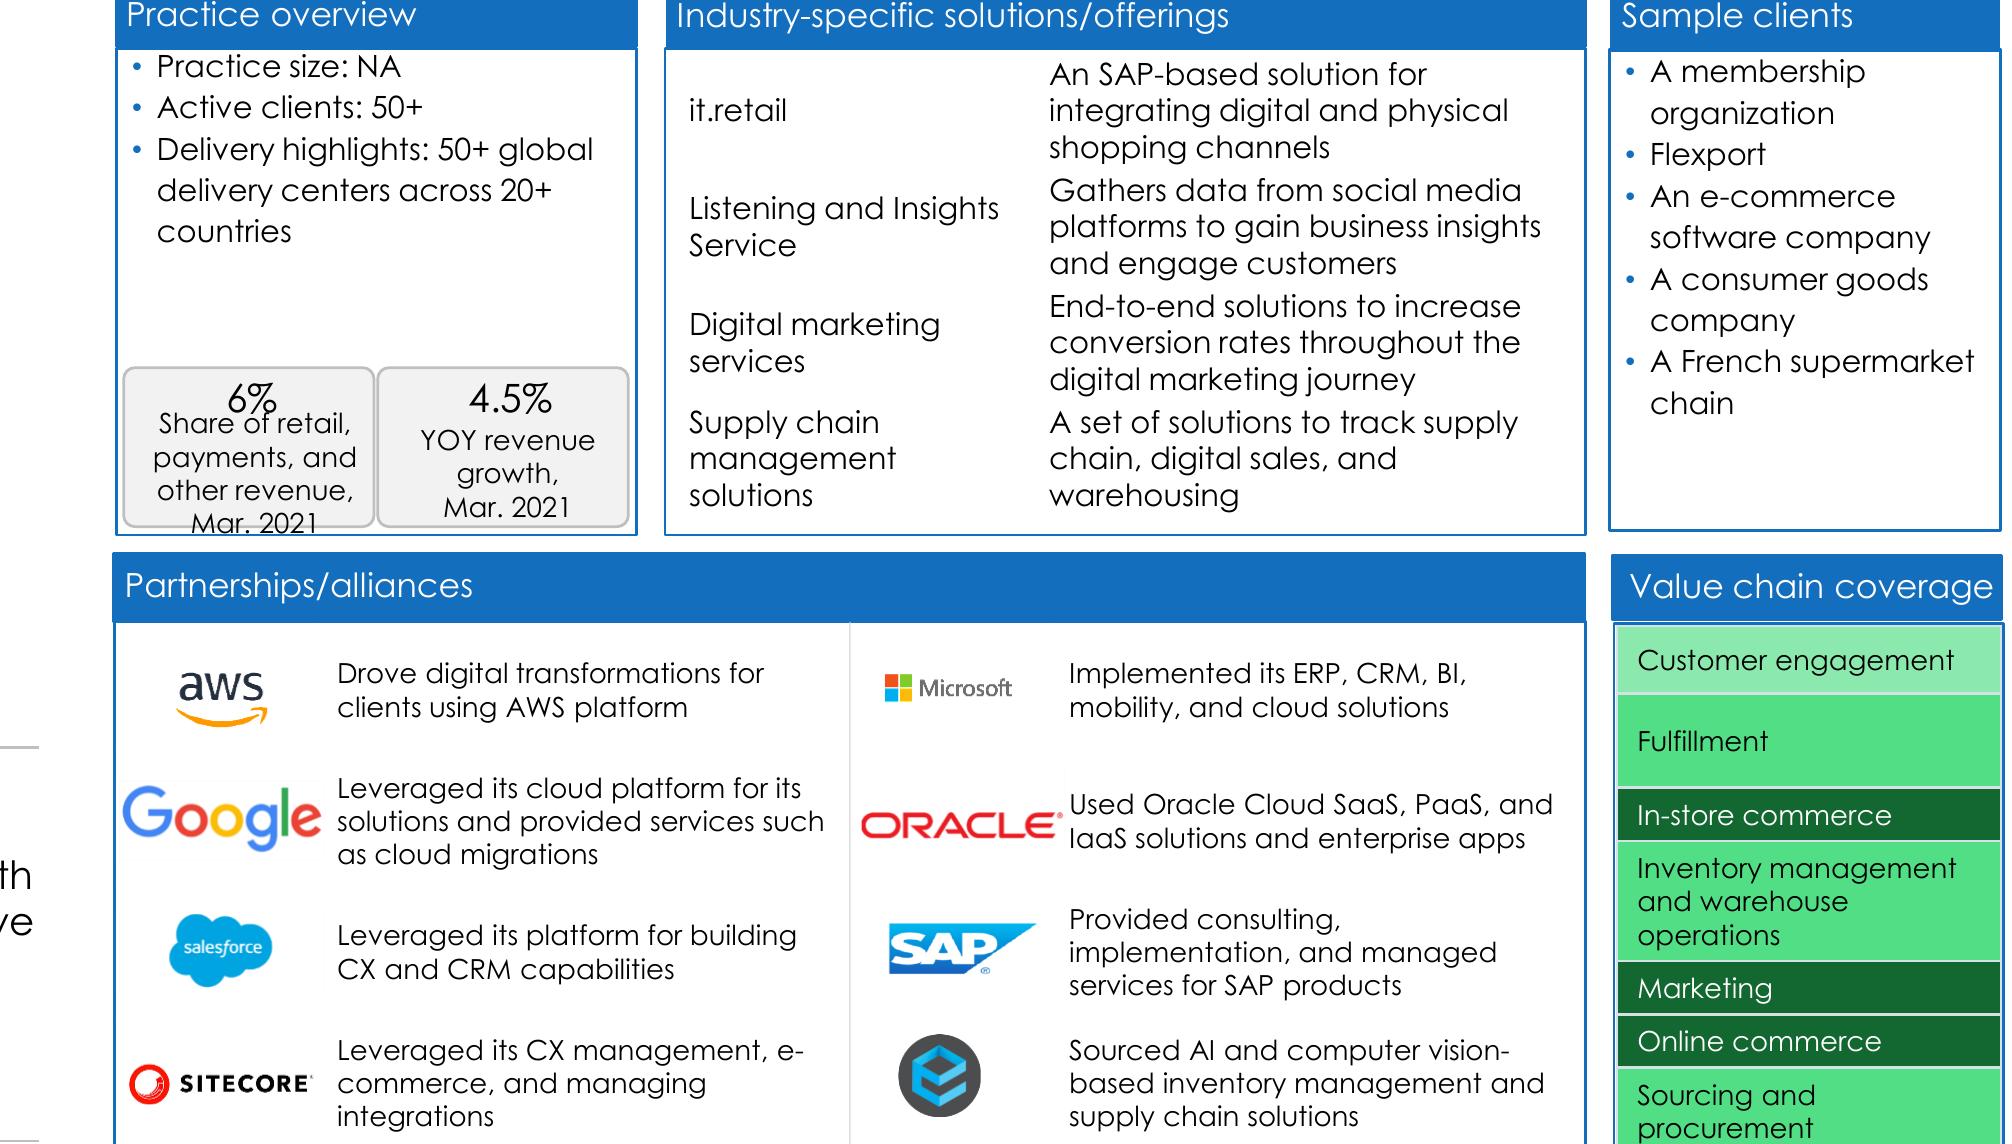 Practice overview
• Practice size: NA
• Active clients: 50+
• Delivery highlights: 50+ global
delivery centers across 20+
countries
6%
Share of retail,
payments, and
other revenue,
Mar. 2021
4.5%
YOY revenue
growth,
Mar. 2021
Industry-specific solutions/offerings
it.retail
An SAP-based solution for
integrating digital and physical
shopping channels
Listening and Insights
Service
Gathers data from social media
platforms to gain business insights
and engage customers
Digital marketing
services
End-to-end solutions to increase
conversion rates throughout the
digital marketing journey
Supply chain
management
solutions
A set of solutions to track supply
chain, digital sales, and
warehousing
Sample clients
• A membership
organization
• Flexport
• An e-commerce
software company
• A consumer goods
company
• A French supermarket
chain
Partnerships/alliances
aws
Drove digital transformations for
clients using AWS platform
Microsoft
Implemented its ERP, CRM, BI,
mobility, and cloud solutions
Google
Leveraged its cloud platform for its
solutions and provided services such
as cloud migrations
ORACLE®
Used Oracle Cloud SaaS, PaaS, and
IaaS solutions and enterprise apps
salesforce
Leveraged its platform for building
CX and CRM capabilities
SAP®
Provided consulting,
implementation, and managed
services for SAP products
SITECORE
Leveraged its CX management, e-
commerce, and managing
integrations
Sourced AI and computer vision-
based inventory management and
supply chain solutions
Value chain coverage
Customer engagement
Fulfillment
In-store commerce
Inventory management
and warehouse
operations
Marketing
Online commerce
Sourcing and
procurement
th
ve